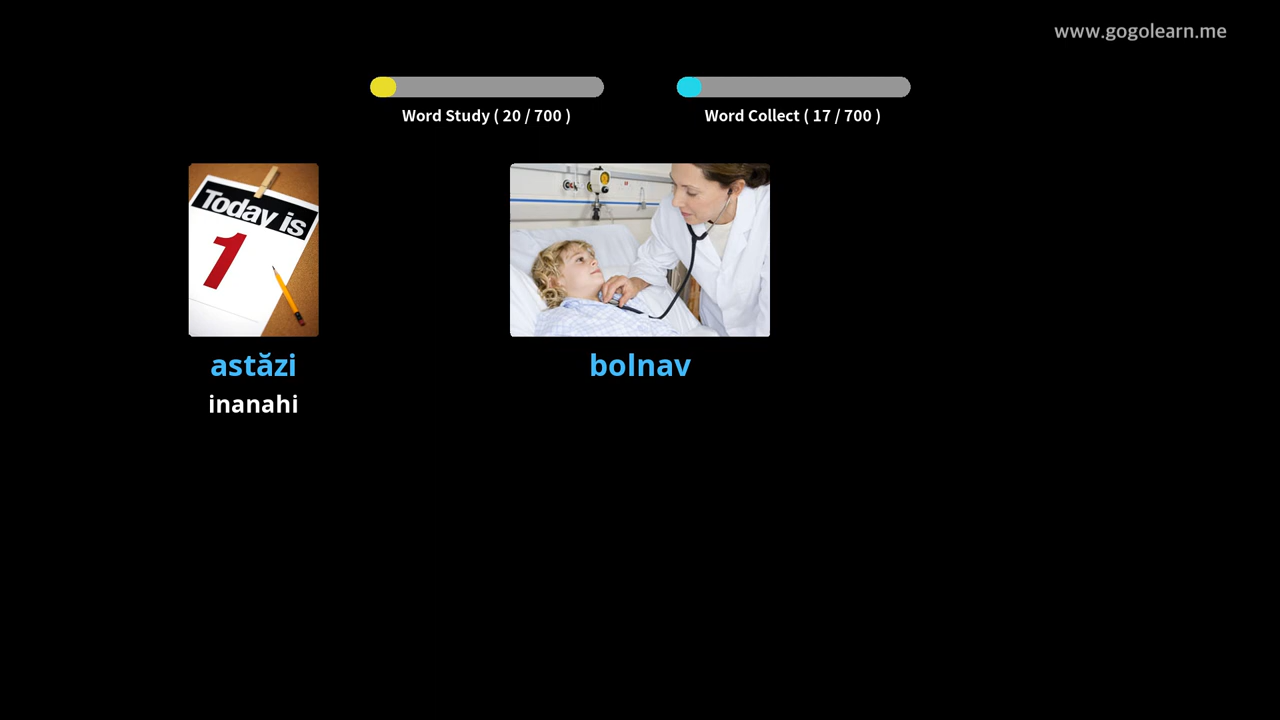 www.gogolearn.me
Word Study ( 20 / 700 )
Word Collect ( 17 / 700 )
Today is
1
astăzi
bolnav
inanahi